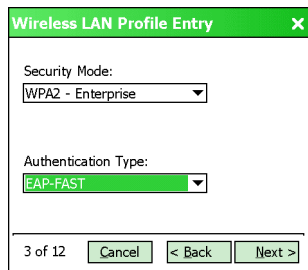 Wireless LAN Profile Entry
Security Mode:
WPA2 - Enterprise
Authentication Type:
EAP-FAST
3 of 12 Cancel < Back Next >